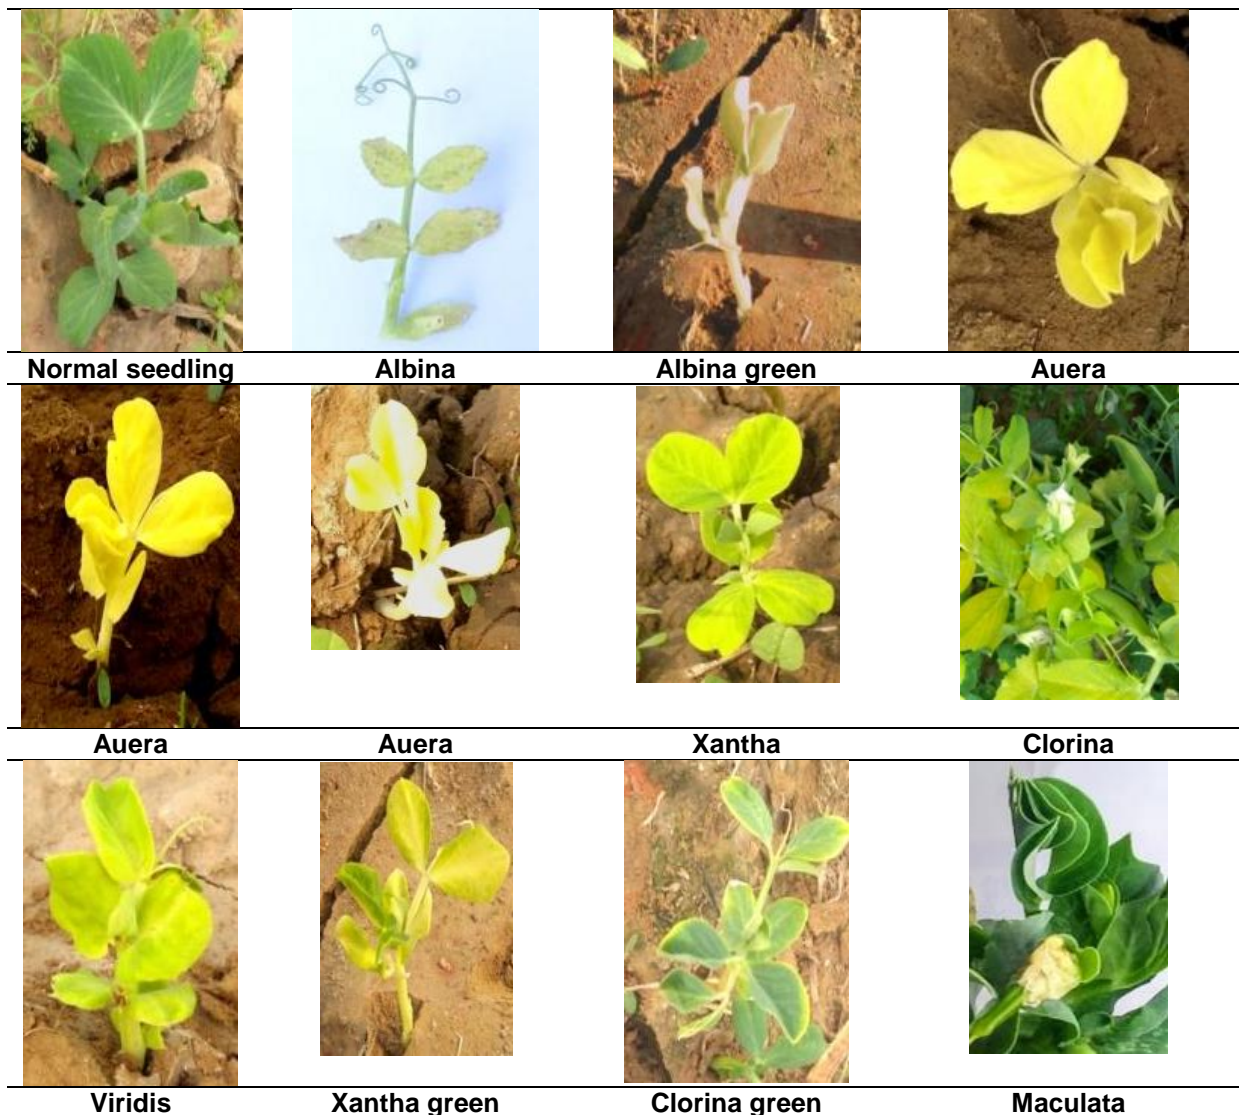 Normal seedling Albina Albina green Auera
Auera Auera Xantha Clorina
Viridis Xantha green Clorina green Maculata